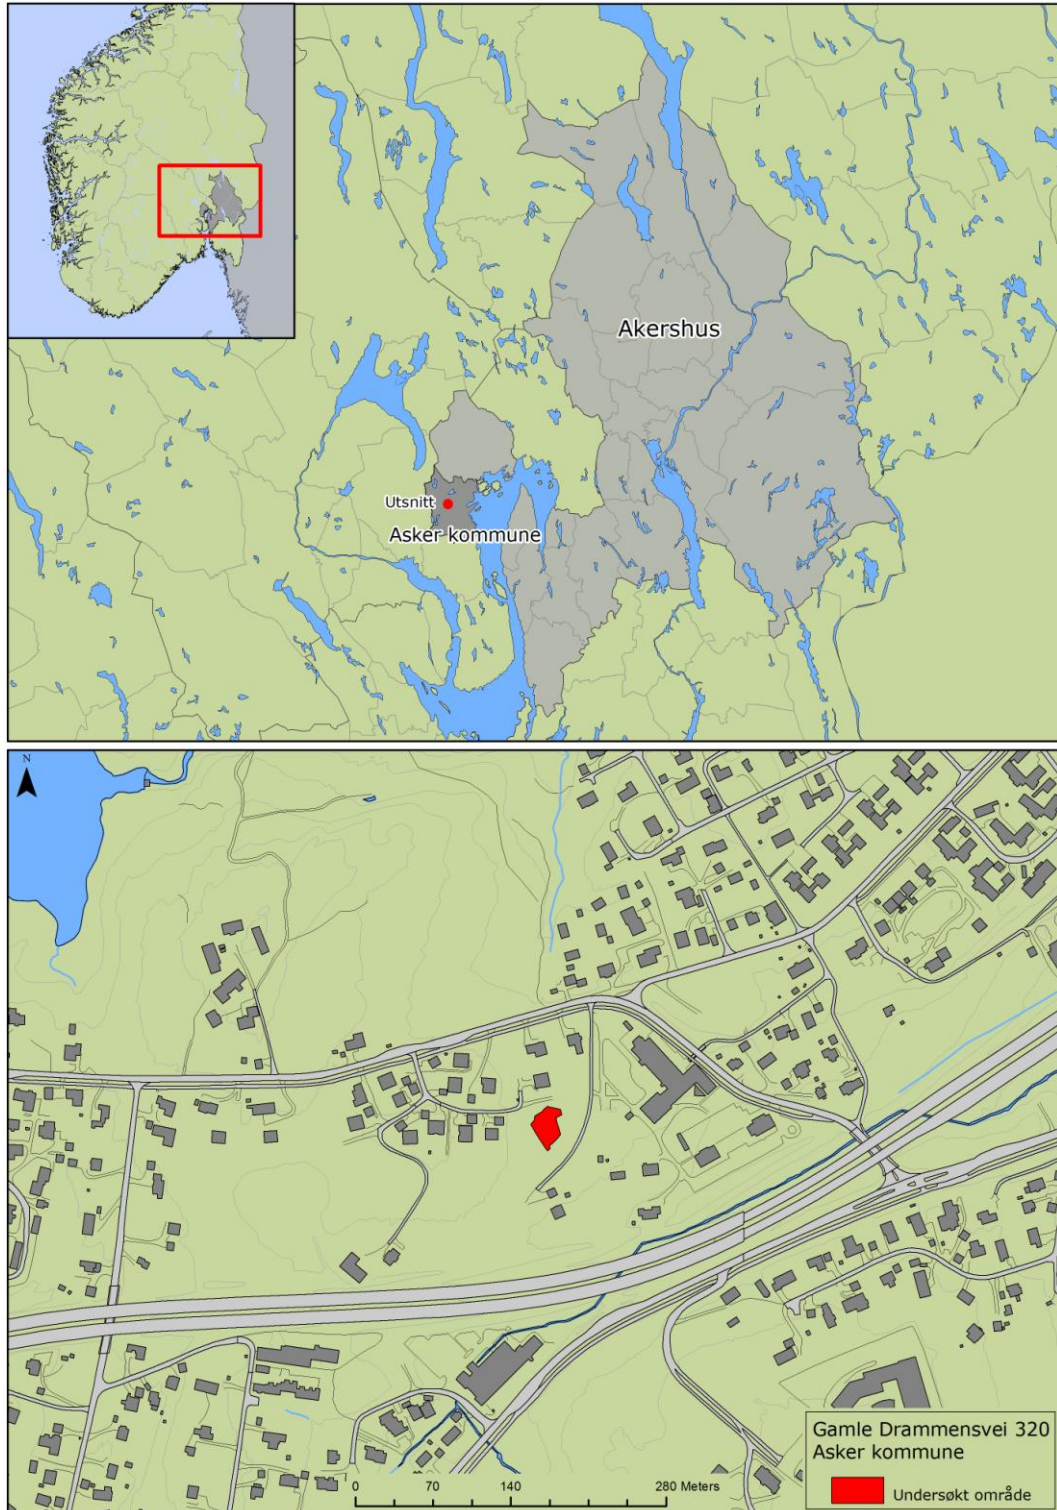 Akershus
Utsnitt
Asker kommune
N
Gamle Drammensvei 320
Asker kommune
Undersøkt område
0 70 140 280 Meters